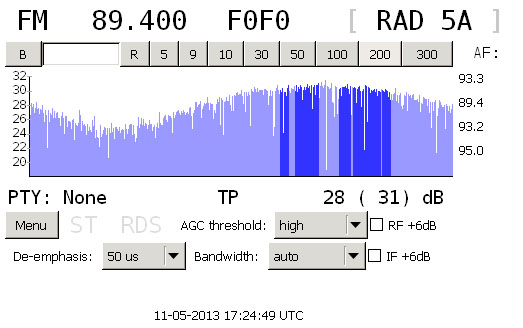 FM 89.400 F0F0 [ RAD 5A ]
B R 5 9 10 30 50 100 200 300 AF:
32 93.3
30
28 89.4
26
24 93.2
22
20 95.0
PTY: None TP 28 ( 31) dB
Menu ST RDS AGC threshold: high RF +6dB
De-emphasis: 50 us Bandwidth: auto IF +6dB
11-05-2013 17:24:49 UTC